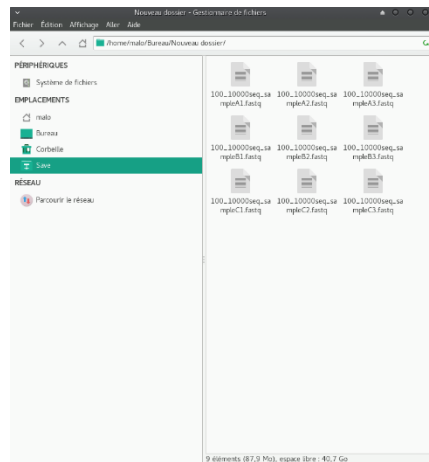 Nouveau dossier - Gestionnaire de fichiers
Fichier Édition Affichage Aller Aide
/home/malo/Bureau/Nouveau dossier/
PÉRIPHÉRIQUES
Système de fichiers
EMPLACEMENTS
malo
Bureau
Corbeille
Save
RÉSEAU
Parcourir le réseau
100_10000seq_sa 100_10000seq_sa 100_10000seq_sa
mpleA1.fastq mpleA2.fastq mpleA3.fastq
100_10000seq_sa 100_10000seq_sa 100_10000seq_sa
mpleB1.fastq mpleB2.fastq mpleB3.fastq
100_10000seq_sa 100_10000seq_sa 100_10000seq_sa
mpleC1.fastq mpleC2.fastq mpleC3.fastq
9 éléments (87,9 Mo), espace libre : 40,7 Go